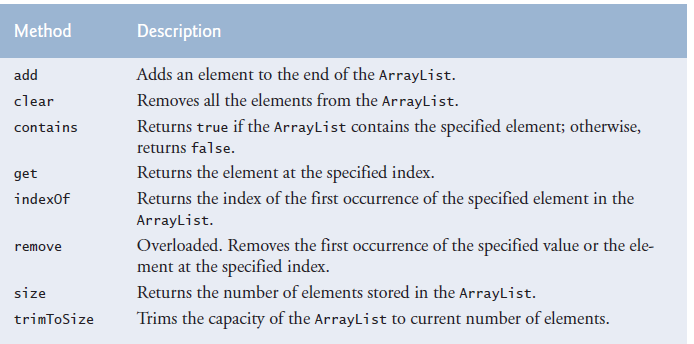 Method Description
add Adds an element to the end of the ArrayList.
clear Removes all the elements from the ArrayList.
contains Returns true if the ArrayList contains the specified element; otherwise,
returns false.
get Returns the element at the specified index.
indexOf Returns the index of the first occurrence of the specified element in the
ArrayList.
remove Overloaded. Removes the first occurrence of the specified value or the ele-
ment at the specified index.
size Returns the number of elements stored in the ArrayList.
trimToSize Trims the capacity of the ArrayList to current number of elements.